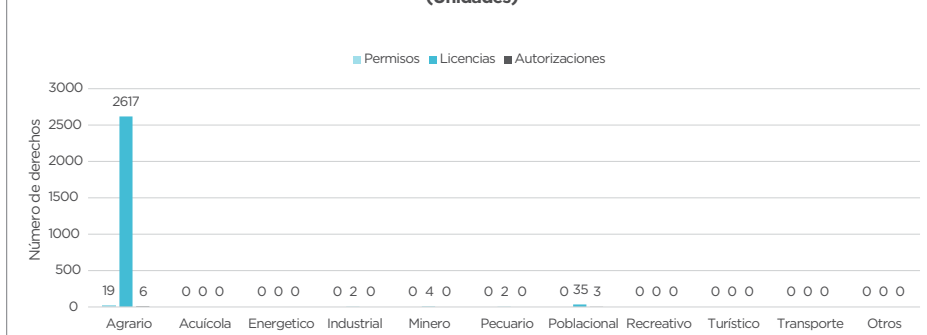 (Unidades)
Permisos Licencias Autorizaciones
Número de derechos
3000
2617
2500
2000
1500
1000
500
19 6 0 0 0 0 0 0 0 2 0 0 4 0 0 2 0 0 35 3 0 0 0 0 0 0 0 0 0 0 0 0
0
Agrario Acuícola Energetico Industrial Minero Pecuario Poblacional Recreativo Turístico Transporte Otros